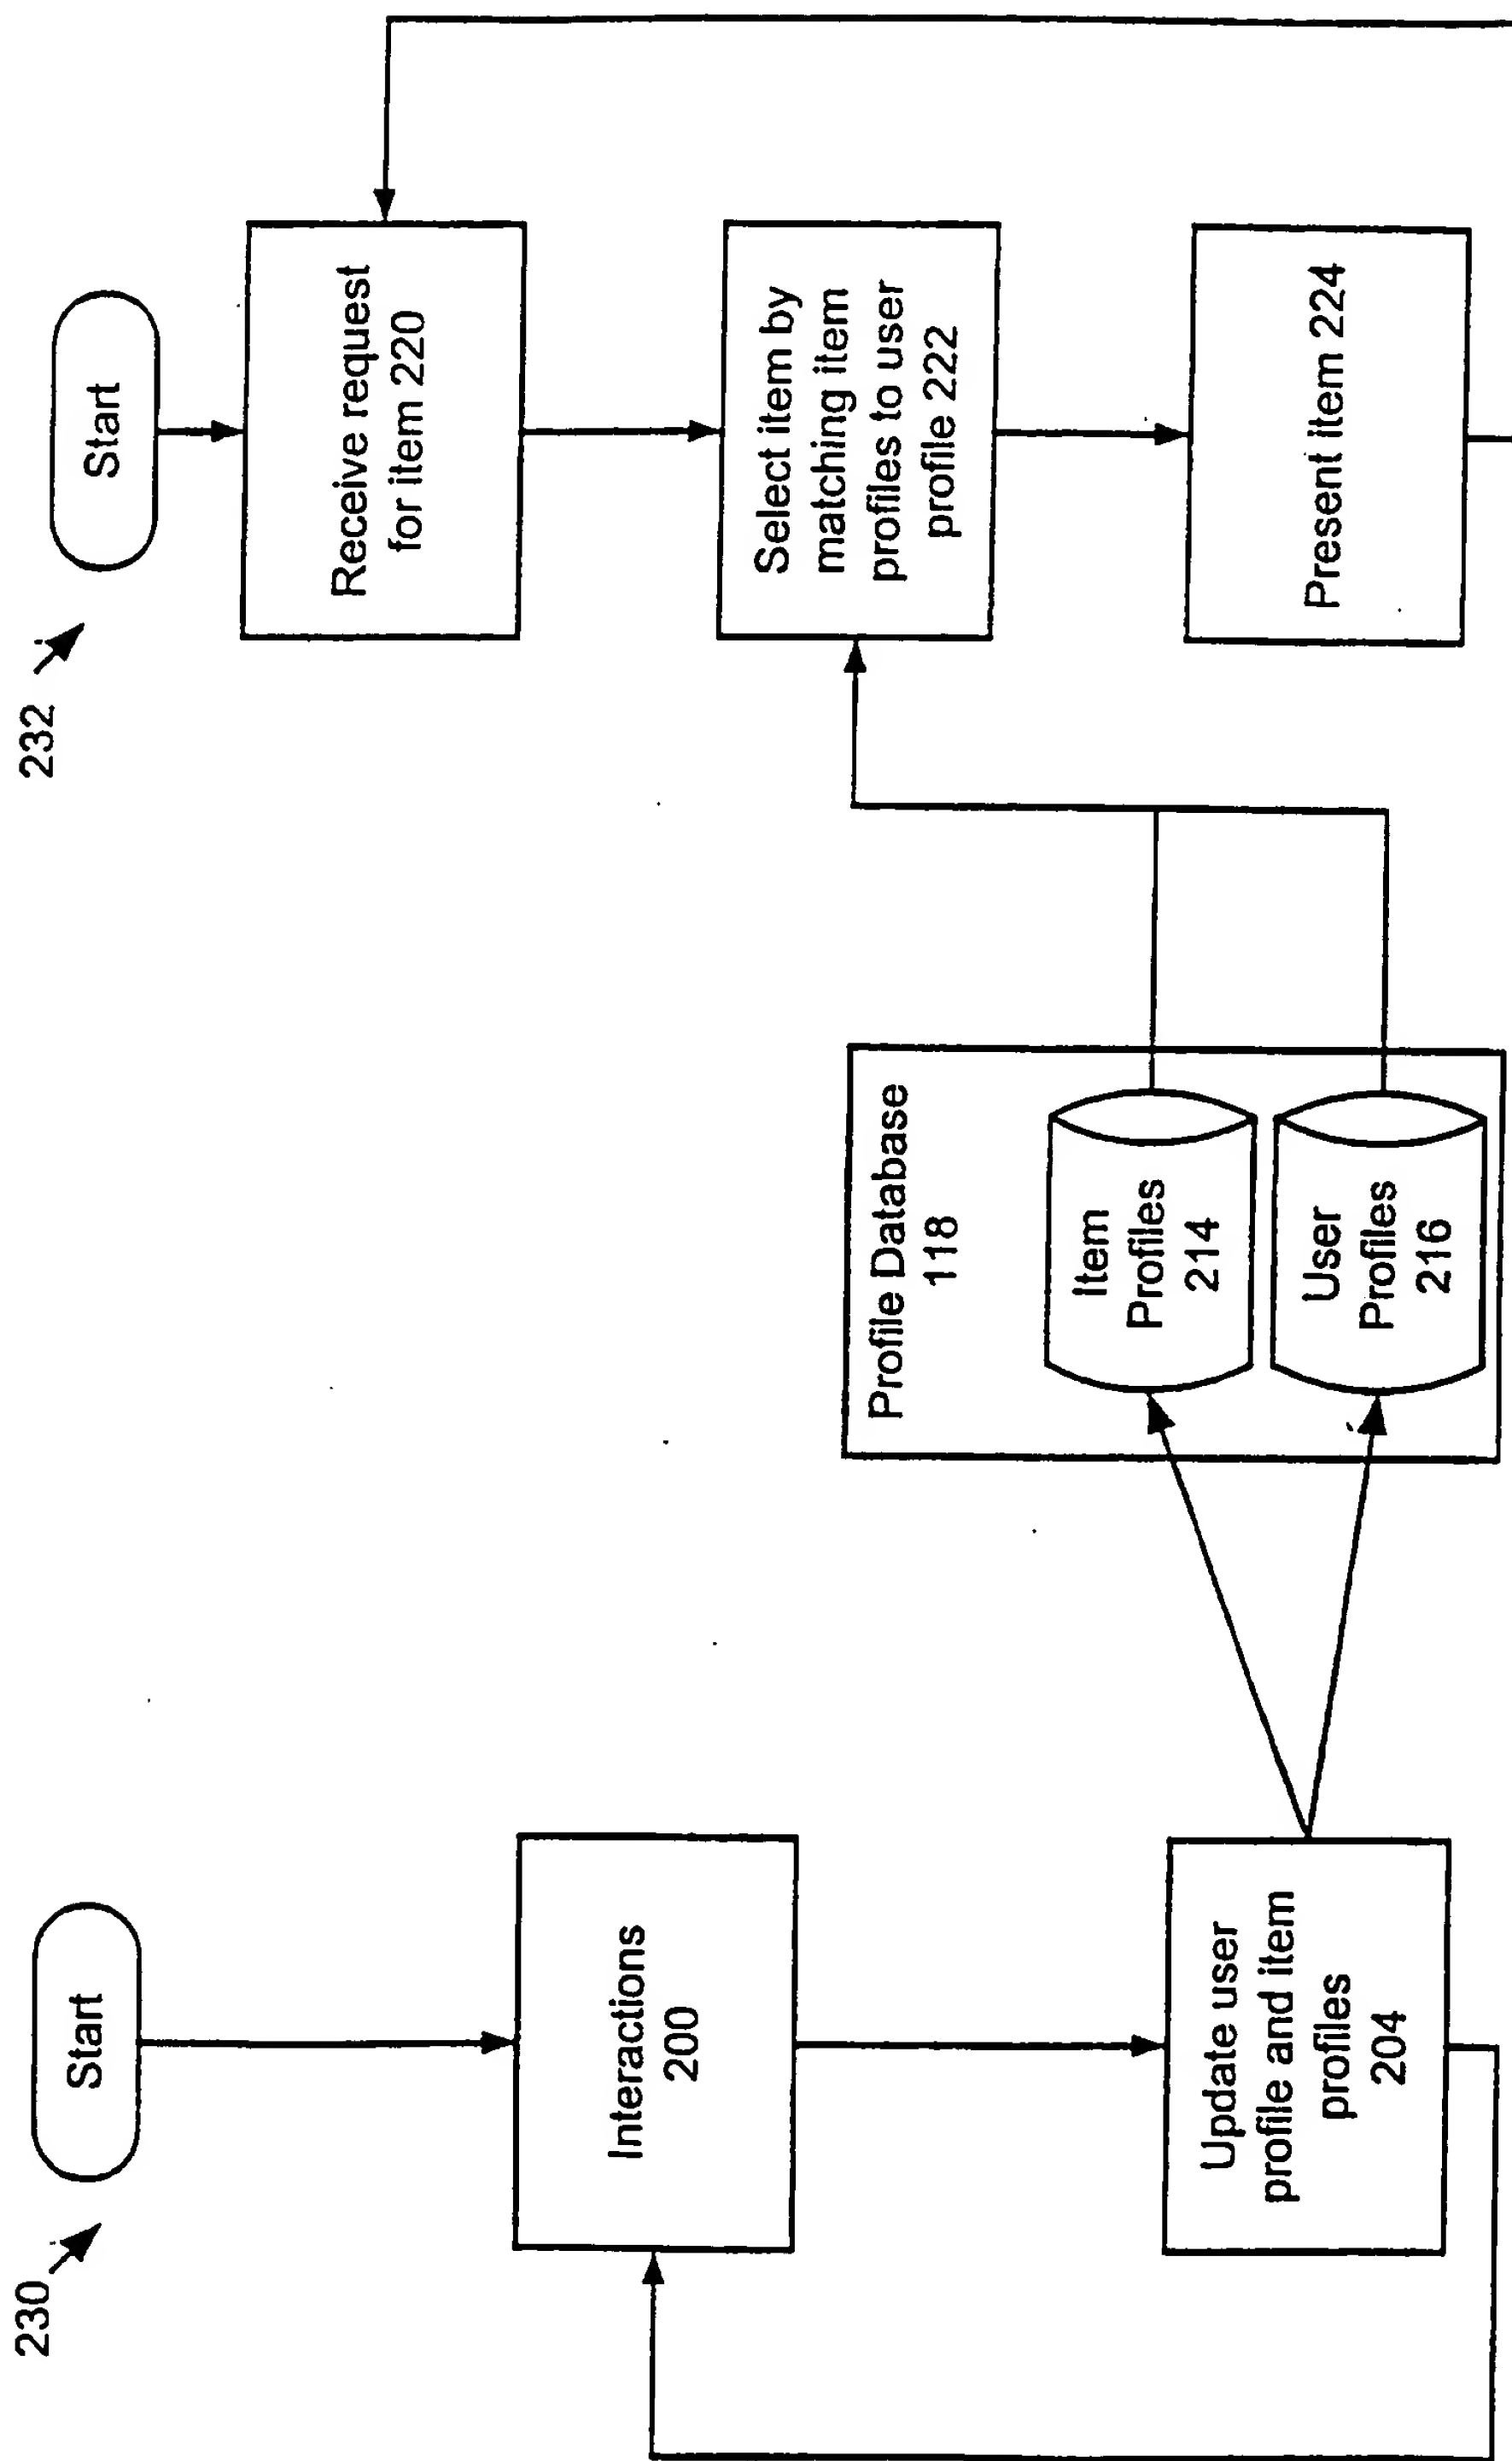 230
Start
Interactions
200
Update user
profile and item
profiles
204
Profile Database
118
Item
Profiles
214
User
Profiles
216
232
Start
Receive request
for item 220
Select item by
matching item
profiles to user
profile 222
Present item 224